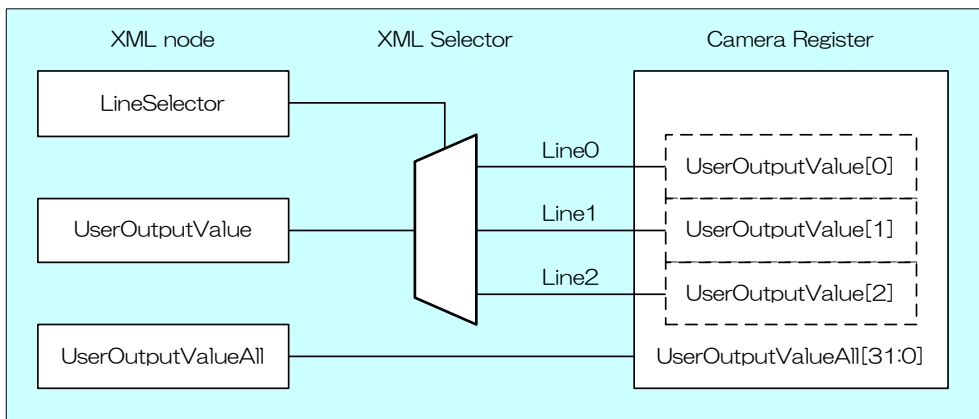 XML node XML Selector Camera Register
LineSelector
Line0 UserOutputValue[0]
UserOutputValue Line1 UserOutputValue[1]
Line2 UserOutputValue[2]
UserOutputValueAll UserOutputValueAll[31:0]